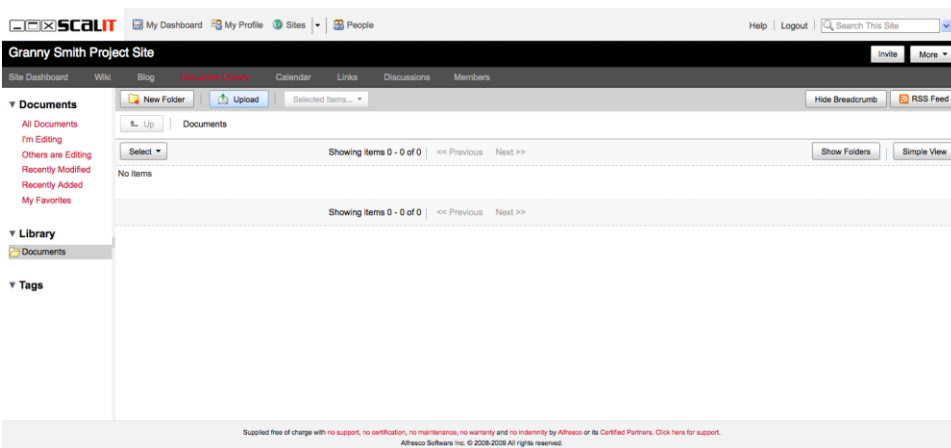 SCALIT My Dashboard My Profile Sites People Help Logout Search This Site
Granny Smith Project Site Invite More
Site Dashboard Wiki Blog Document Library Calendar Links Discussions Members
Documents New Folder Upload Selected Items... Hide Breadcrumb RSS Feed
All Documents Up Documents
I'm Editing
Others are Editing Select Showing items 0 - 0 of 0 << Previous Next >> Show Folders Simple View
Recently Modified No items
Recently Added
My Favorites
Showing items 0 - 0 of 0 << Previous Next >>
Library
Documents
Tags
Supplied free of charge with no support, no certification, no maintenance, no warranty and no indemnity by Alfresco or its Certified Partners. Click here for support.
Alfresco Software Inc. © 2008-2009 All rights reserved.